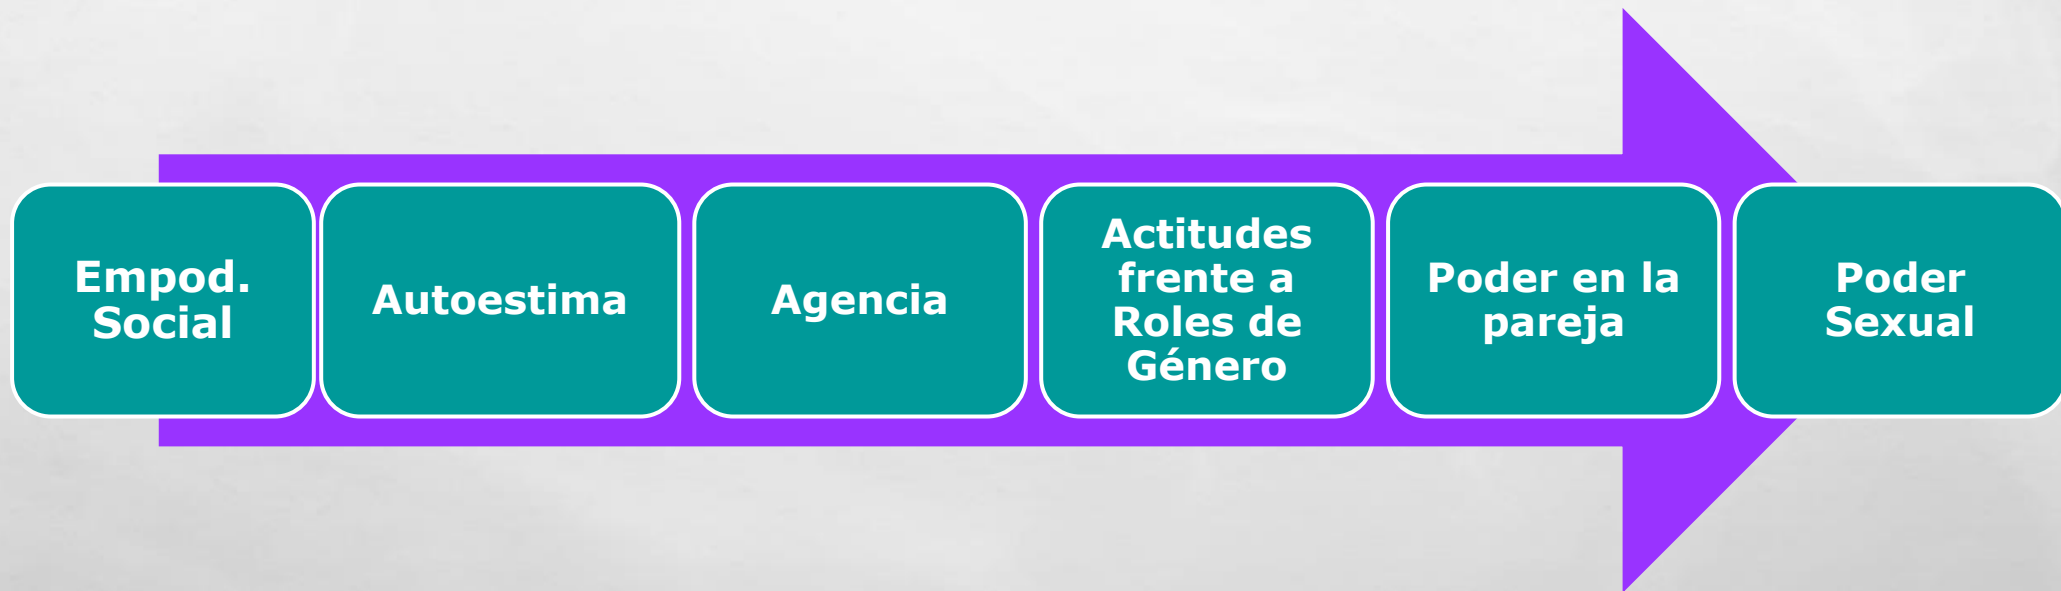 Empod.
Social
Autoestima
Agencia
Actitudes
frente a
Roles de
Género
Poder en la
pareja
Poder
Sexual